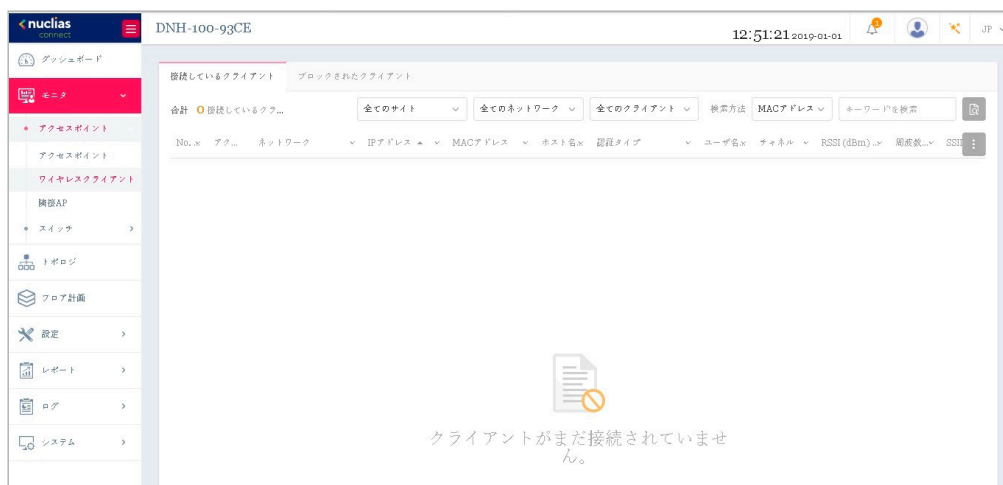 nuclias
connect
DNH-100-93CE
12:51:21 2019-01-01
1
JP
ダッシュボード
モニタ
アクセスポイント
アクセスポイント
ワイヤレスクライアント
隣接AP
スイッチ
トポロジ
フロア計画
設定
レポート
ログ
システム
接続しているクライアント
ブロックされたクライアント
合計 0 接続しているクラ...
全てのサイト
全てのネットワーク
全てのクライアント
検索方法
MACアドレス
キーワードを検索
No. アク... ネットワーク IPアドレス MACアドレス ホスト名 認証タイプ ユーザ名 チャネル RSSI (dBm) 周波数... SSI
クライアントがまだ接続されていませ
ん。